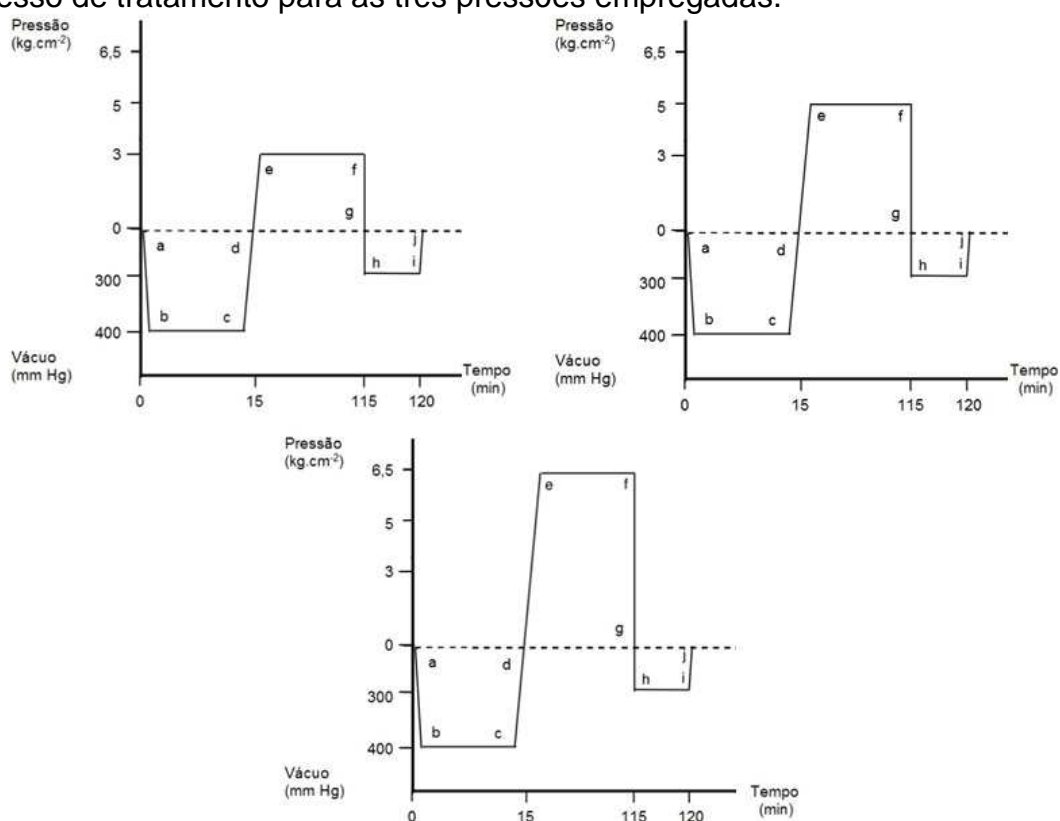 esso de tratamento para as três pressões empregadas.
Pressão
(kg.cm-2)
6,5
5
3
0
300
400
Vácuo
(mm Hg)
a
b
c
d
e
f
g
h
i
j
0
15
115
120
Tempo
(min)
Pressão
(kg.cm-2)
6,5
5
3
0
300
400
Vácuo
(mm Hg)
a
b
c
d
e
f
g
h
i
j
0
15
115
120
Tempo
(min)
Pressão
(kg.cm-2)
6,5
5
3
0
300
400
Vácuo
(mm Hg)
a
b
c
d
e
f
g
h
i
j
0
15
115
120
Tempo
(min)